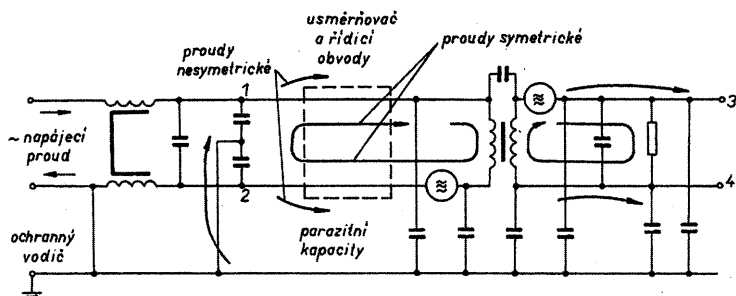 usměrňovač
a řídicí
obvody
proudy symetrické
proudy
nesymetrické
1
3
~ napájecí
proud
2
4
ochranný
vodič
parazitní
kapacity